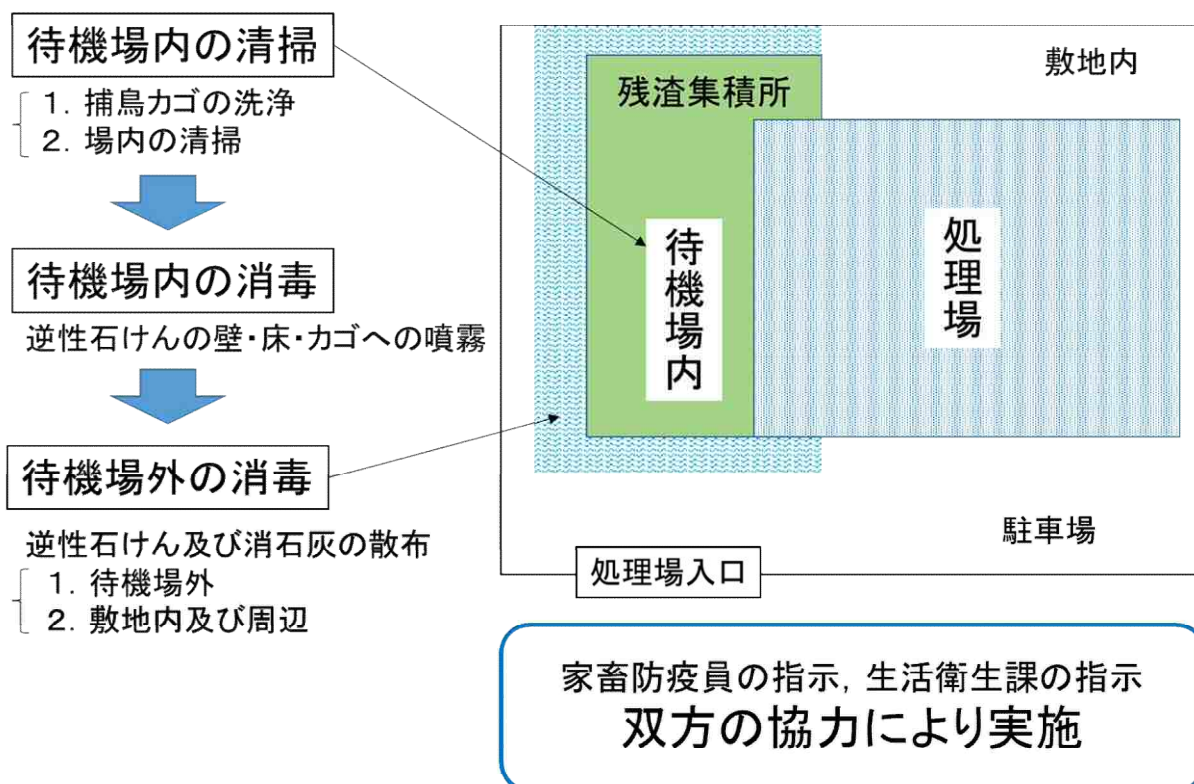 待機場内の清掃
1. 捕鳥カゴの洗浄
2. 場内の清掃
待機場内の消毒
逆性石けんの壁・床・カゴへの噴霧
待機場外の消毒
逆性石けん及び消石灰の散布
1. 待機場外
2. 敷地内及び周辺
敷地内
残渣集積所
待機場内
処理場
駐車場
処理場入口
家畜防疫員の指示, 生活衛生課の指示
双方の協力により実施